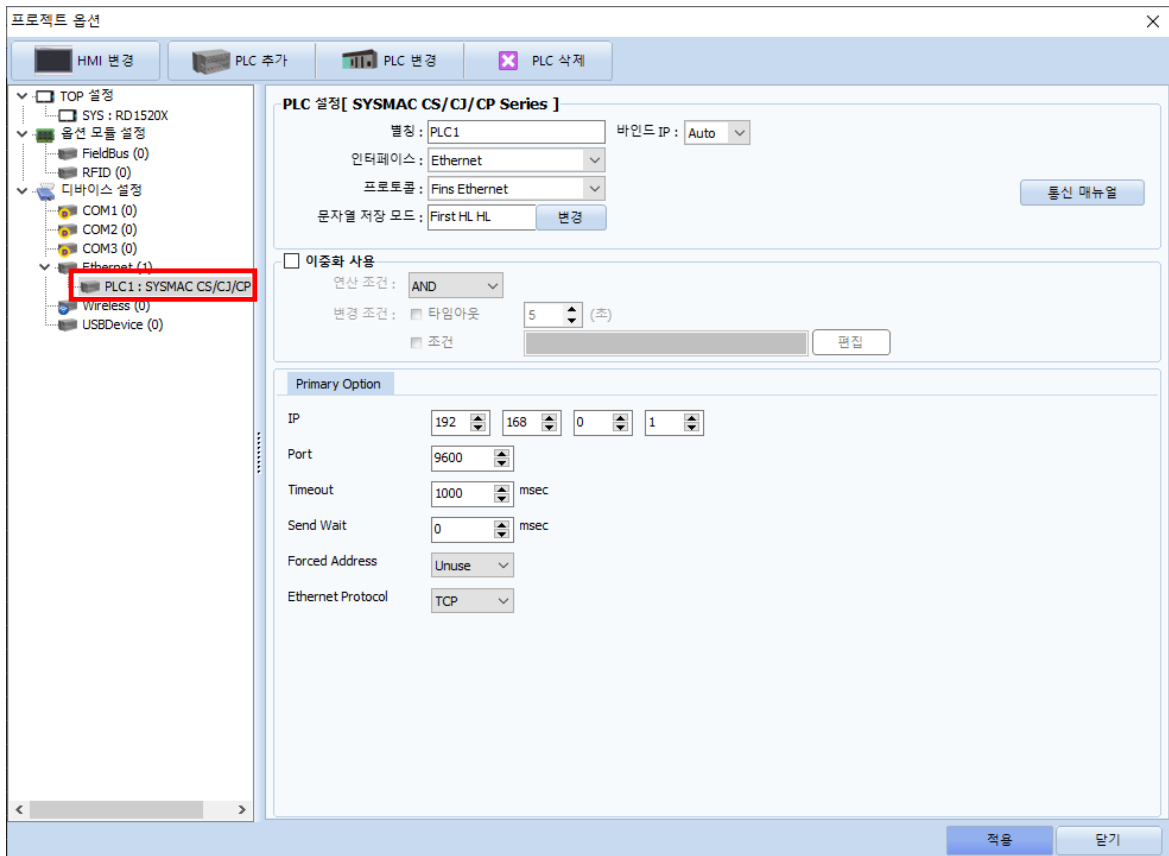 프로젝트 옵션
HMI 변경
PLC 추가
PLC 변경
PLC 삭제
TOP 설정
SYS : RD1520X
옵션 모듈 설정
FieldBus (0)
RFID (0)
디바이스 설정
COM1 (0)
COM2 (0)
COM3 (0)
Ethernet (1)
PLC1 : SYSMAC CS/CJ/CP
Wireless (0)
USBDevice (0)
PLC 설정[ SYSMAC CS/CJ/CP Series ]
별칭 : PLC1 바인드 IP : Auto
인터페이스 : Ethernet
프로토콜 : Fins Ethernet
통신 매뉴얼
문자열 저장 모드 : First HL HL 변경
이중화 사용
연산 조건 : AND
변경 조건 : 타임아웃 5 (초)
조건 편집
Primary Option
IP 192 168 0 1
Port 9600
Timeout 1000 msec
Send Wait 0 msec
Forced Address Unuse
Ethernet Protocol TCP
적용 닫기